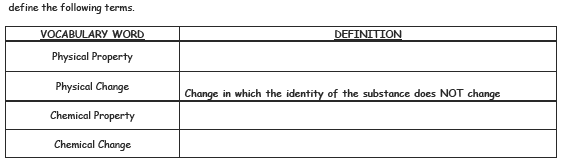 define the following terms.
VOCABULARY WORD DEFINITION
Physical Property
Physical Change Change in which the identity of the substance does NOT change
Chemical Property
Chemical Change